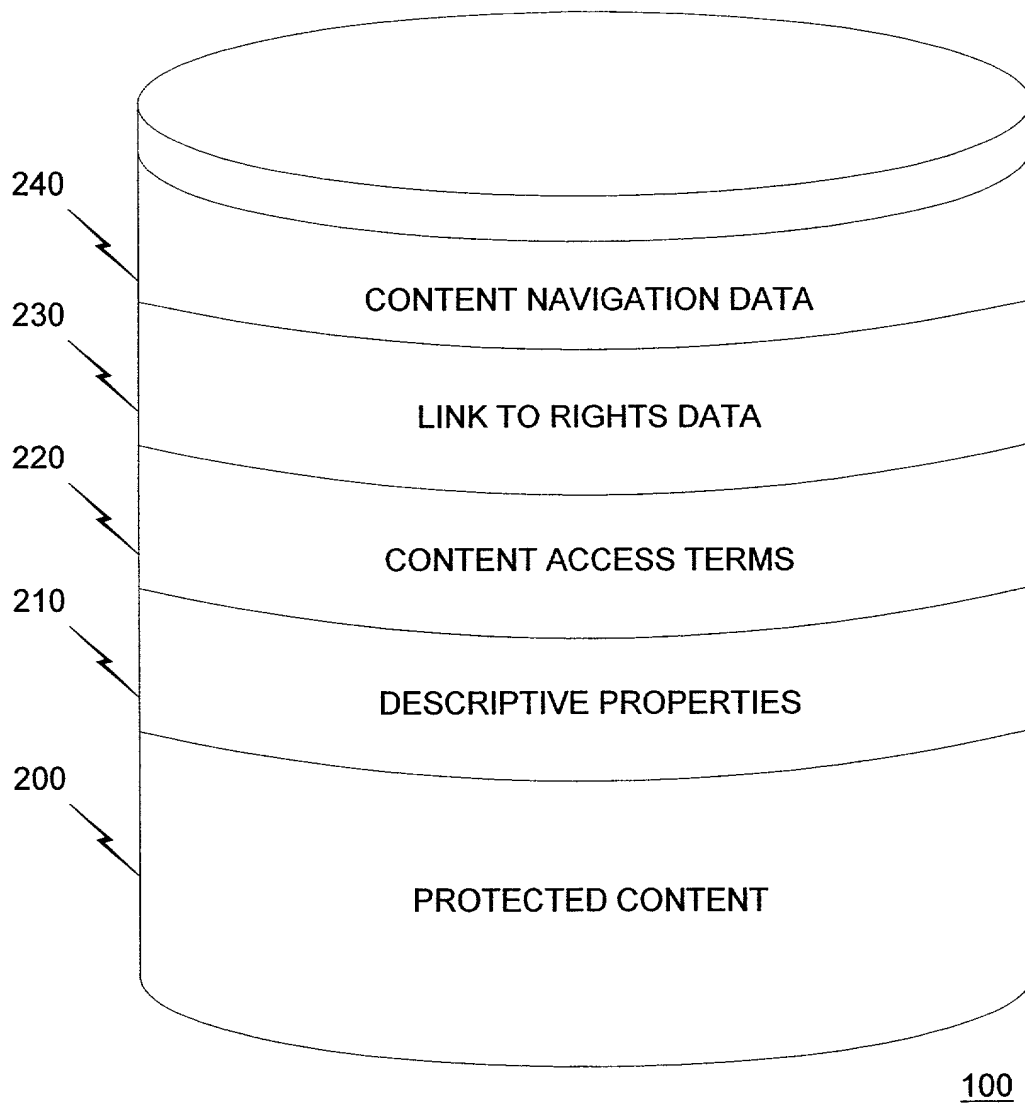 240
CONTENT NAVIGATION DATA
230
LINK TO RIGHTS DATA
220
CONTENT ACCESS TERMS
210
DESCRIPTIVE PROPERTIES
200
PROTECTED CONTENT
100